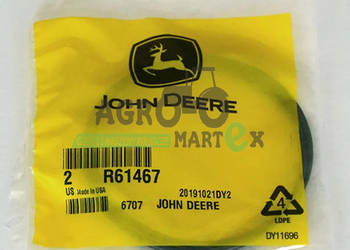 JOHN DEERE
AGRO
MARTEX
2 R61467
US Made In USA
20191021DY2
6707 JOHN DEERE
4
LDPE
DY11696